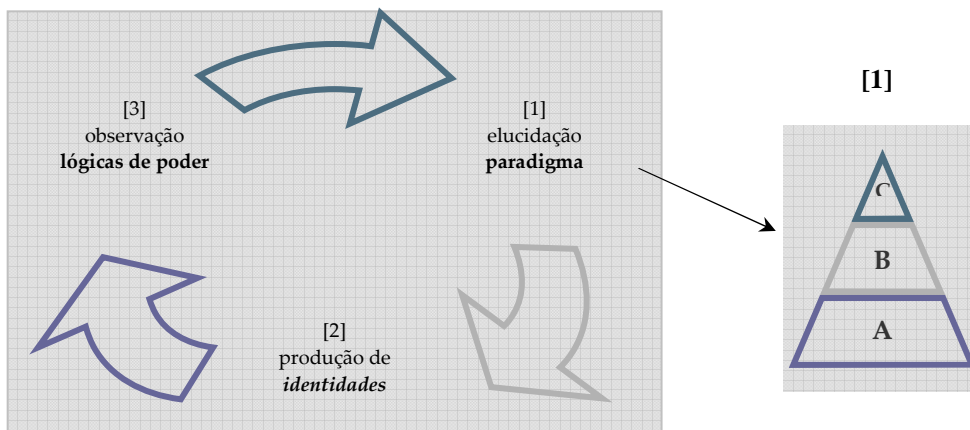 [3]
observação
lógicas de poder
[1]
elucidação
paradigma
[2]
produção de
identidades
[1]
C
B
A